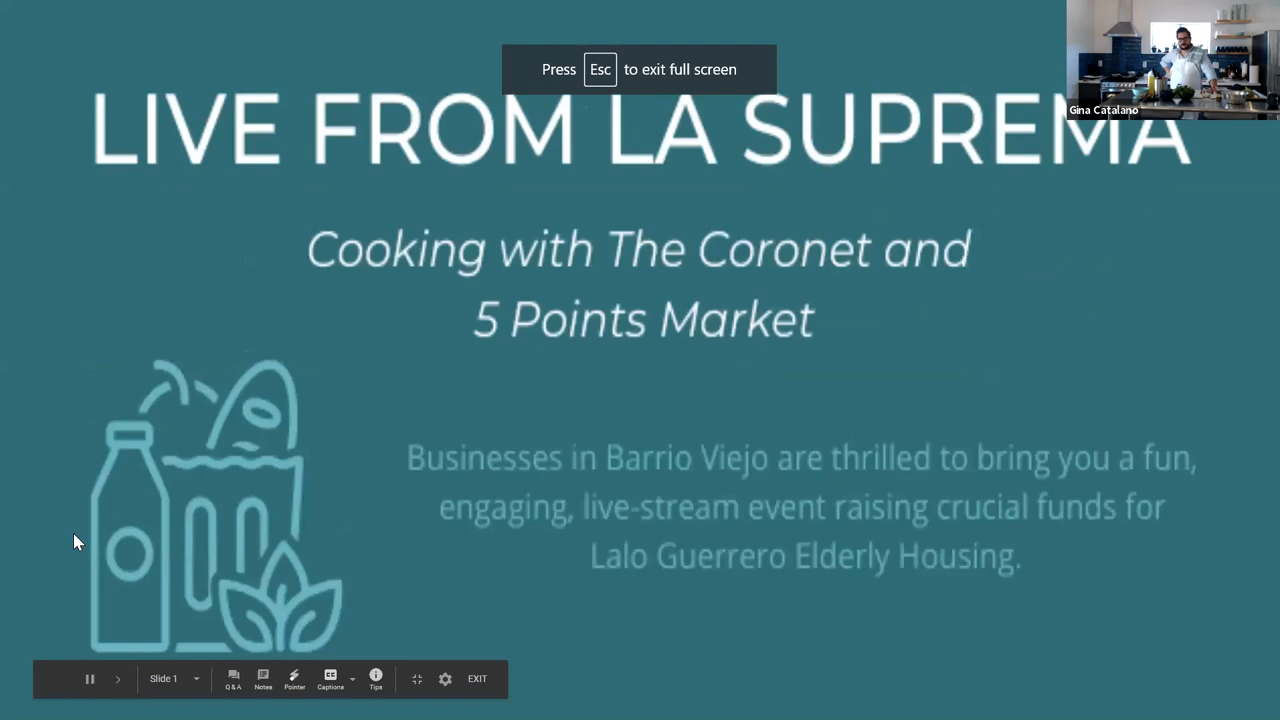 Press Esc to exit full screen
Gina Catalano
LIVE FROM LA SUPREMA
Cooking with The Coronet and
5 Points Market
Businesses in Barrio Viejo are thrilled to bring you a fun,
engaging, live-stream event raising crucial funds for
Lalo Guerrero Elderly Housing.
Slide 1
Q & A
Notes
Pointer
CC
Captions
Tips
EXIT